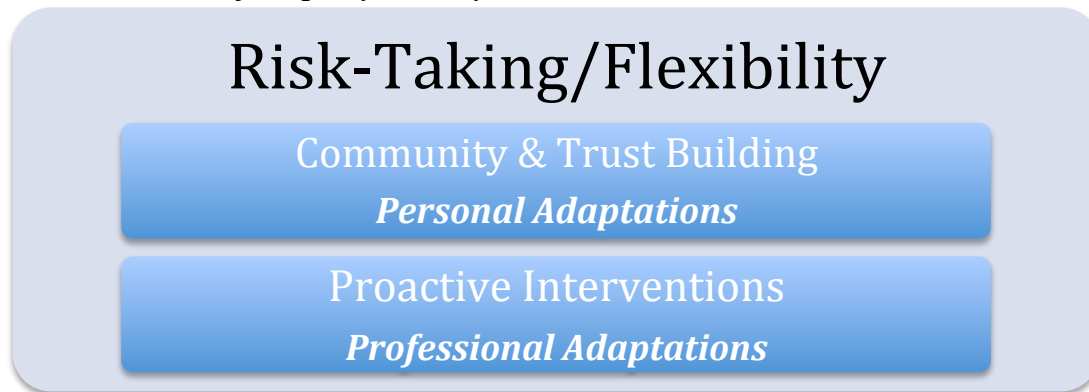 Risk-Taking/Flexibility
Community & Trust Building
Personal Adaptations
Proactive Interventions
Professional Adaptations